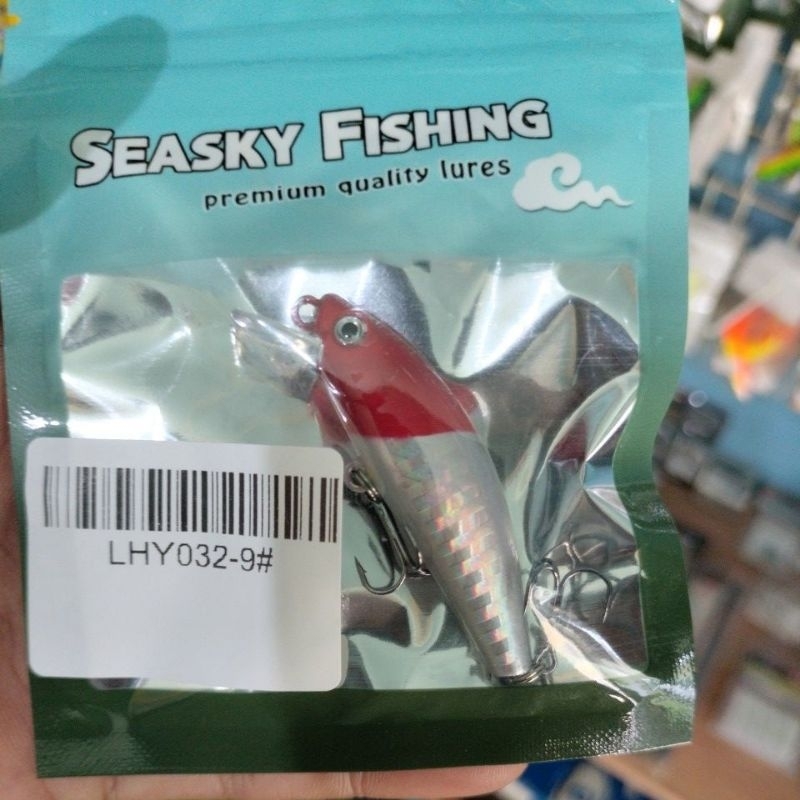 SEASKY FISHING
premium quality lures
LHY032-9#